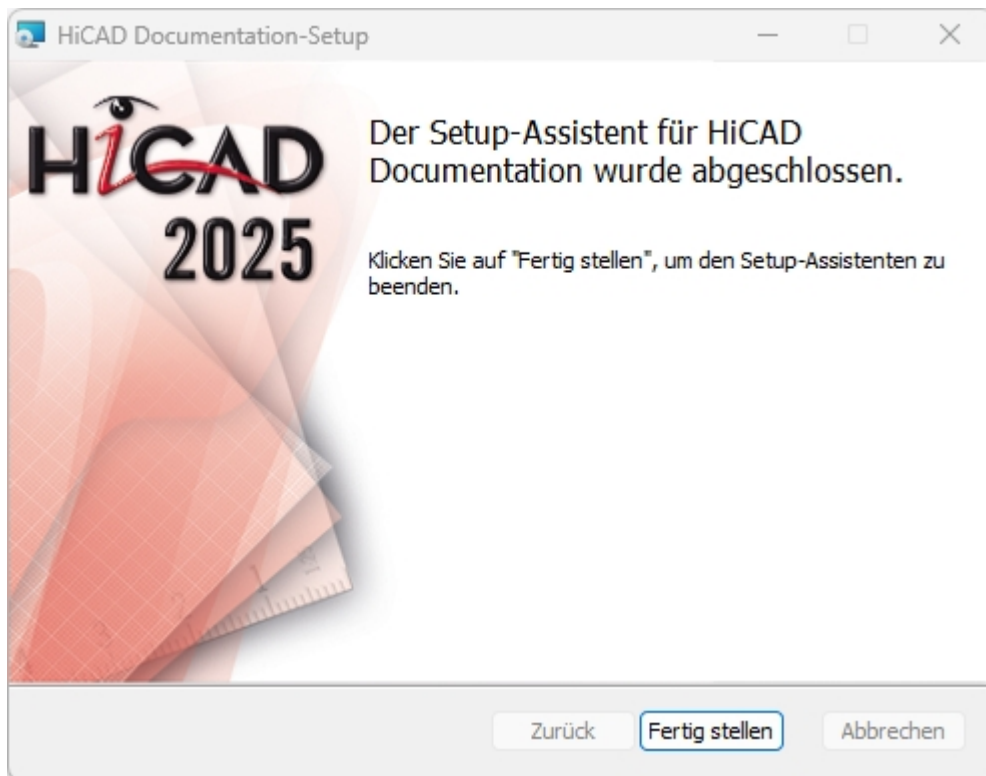 HiCAD Documentation-Setup
HiCAD
2025
Der Setup-Assistent für HiCAD
Documentation wurde abgeschlossen.
Klicken Sie auf "Fertig stellen", um den Setup-Assistenten zu
beenden.
Zurück
Fertig stellen
Abbrechen